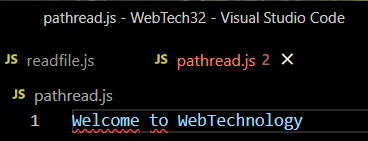 pathread.js - WebTech32 - Visual Studio Code
JS readfile.js JS pathread.js 2 ×
JS pathread.js
1 Welcome to WebTechnology